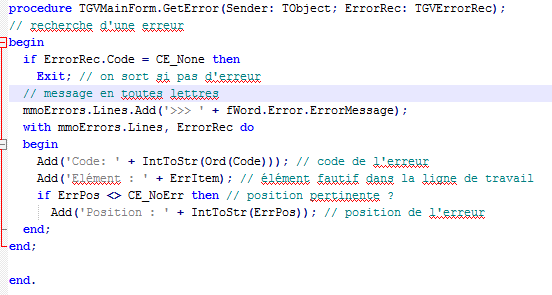 procedure TGVMainForm.GetError(Sender: TObject; ErrorRec: TGVErrorRec);
// recherche d'une erreur
begin
  if ErrorRec.Code = CE_None then
    Exit; // on sort si pas d'erreur
  // message en toutes lettres
  mmoErrors.Lines.Add('>>> ' + fWord.Error.ErrorMessage);
  with mmoErrors.Lines, ErrorRec do
  begin
    Add('Code: ' + IntToStr(Ord(Code))); // code de l'erreur
    Add('Elément : ' + ErrItem); // élément fautif dans la ligne de travail
    if ErrPos <> CE_NoErr then // position pertinente ?
      Add('Position : ' + IntToStr(ErrPos)); // position de l'erreur
  end;
end;
end.